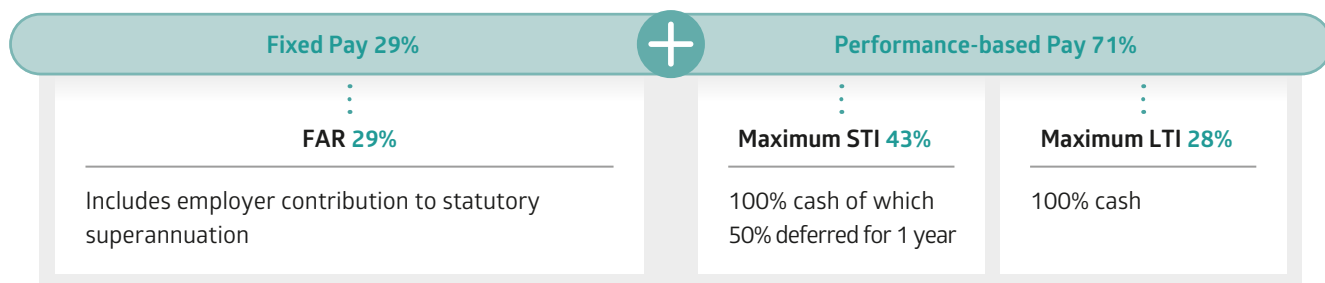 Fixed Pay 29%
Performance-based Pay 71%
FAR 29%
Includes employer contribution to statutory
superannuation
Maximum STI 43%
100% cash of which
50% deferred for 1 year
Maximum LTI 28%
100% cash